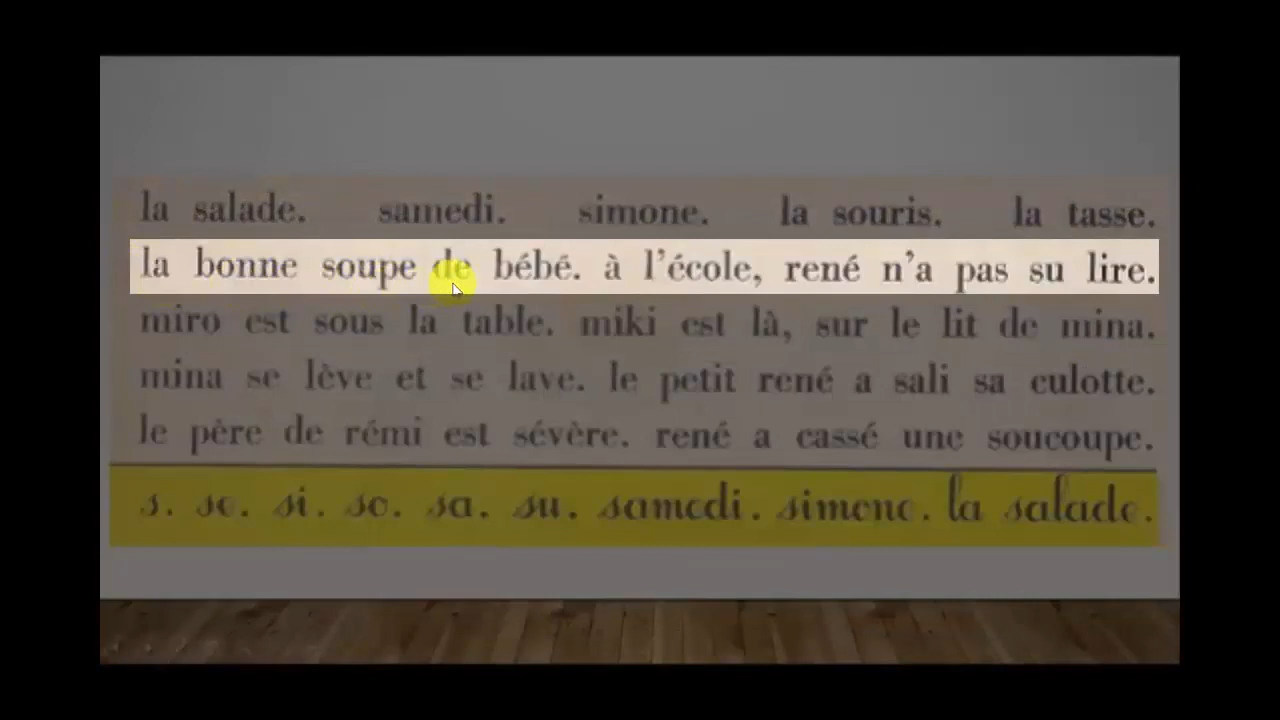 la salade. samedi. simone. la souris. la tasse.
la bonne soupe de bébé. à l'école, rené n'a pas su lire.
miro est sous la table. miki est là, sur le lit de mina.
mina se lève et se lave. le petit rené a sali sa culotte.
le père de rémi est sévère. rené a cassé une soucoupe.
s. se. si. so. sa. su. samedi. simone. la salade.